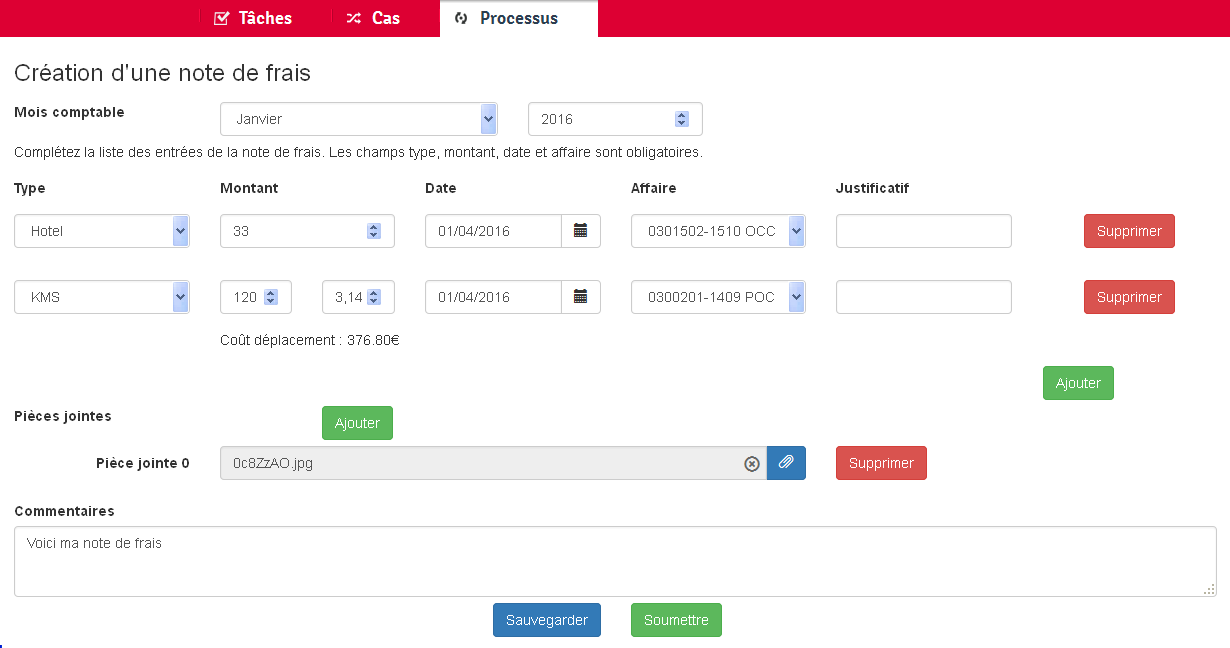 Tâches Cas Processus
Création d'une note de frais
Mois comptable Janvier 2016
Complétez la liste des entrées de la note de frais. Les champs type, montant, date et affaire sont obligatoires.
Type Montant Date Affaire Justificatif
Hotel 33 01/04/2016 0301502-1510 OCC Supprimer
KMS 120 3,14 01/04/2016 0300201-1409 POC Supprimer
Coût déplacement : 376.80€
Ajouter
Pièces jointes Ajouter
Pièce jointe 0 0c8ZzAO.jpg Supprimer
Commentaires
Voici ma note de frais
Sauvegarder Soumettre